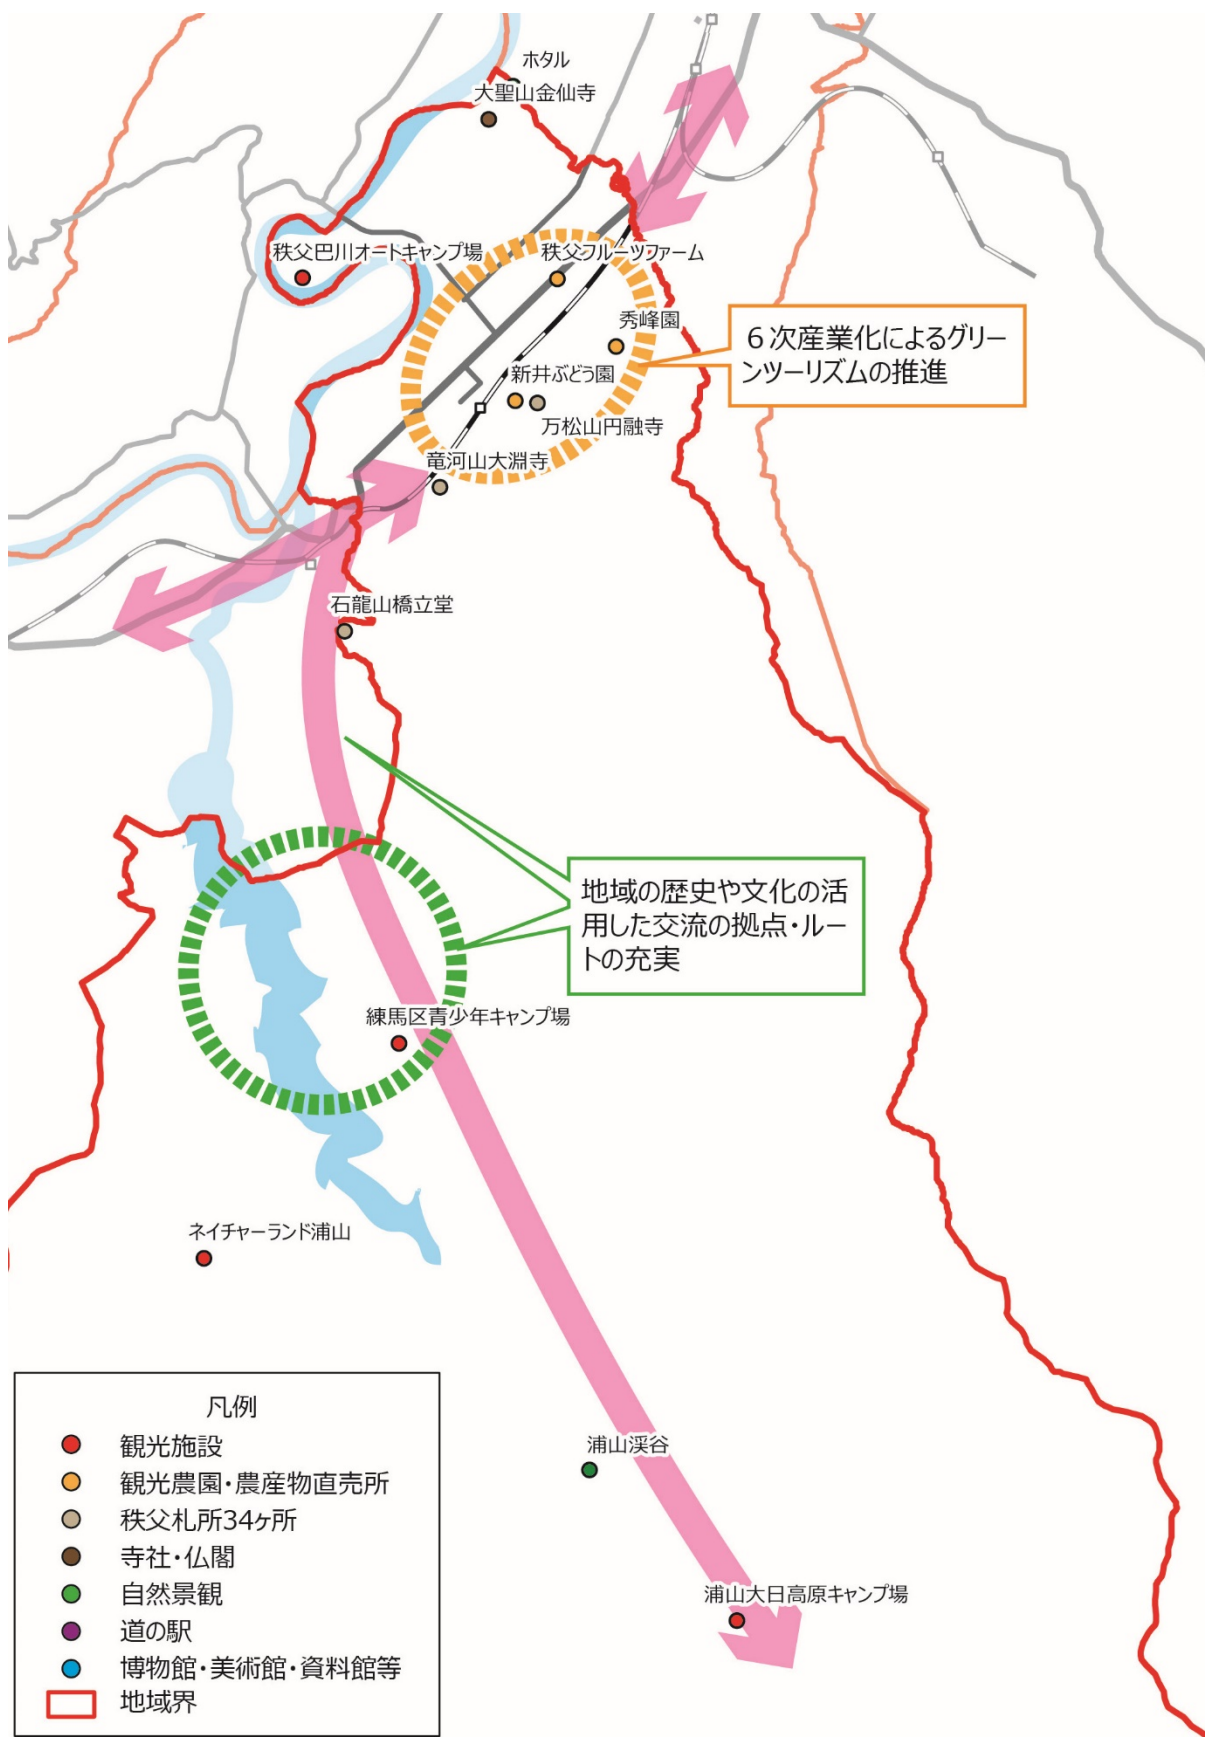 ホタル
大聖山金仙寺
秩父巴川オートキャンプ場
秩父フルーツファーム
秀峰園
6次産業化によるグリー
ンツーリズムの推進
新井ぶどう園
万松山円融寺
竜河山大淵寺
石龍山橋立堂
地域の歴史や文化の活
用した交流の拠点・ルー
トの充実
練馬区青少年キャンプ場
ネイチャーランド浦山
浦山渓谷
浦山大日高原キャンプ場
凡例
観光施設
観光農園・農産物直売所
秩父札所34ヶ所
寺社・仏閣
自然景観
道の駅
博物館・美術館・資料館等
地域界